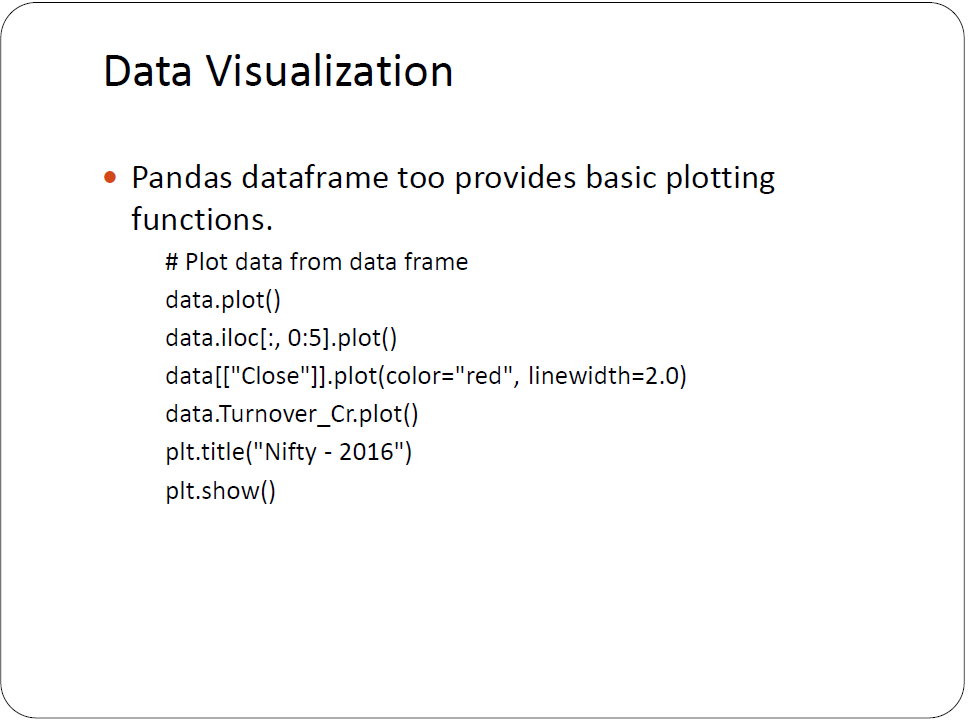 Data Visualization
• Pandas dataframe too provides basic plotting
functions.
# Plot data from data frame
data.plot()
data.iloc[:, 0:5].plot()
data[["Close"]].plot(color="red", linewidth=2.0)
data.Turnover_Cr.plot()
plt.title("Nifty - 2016")
plt.show()